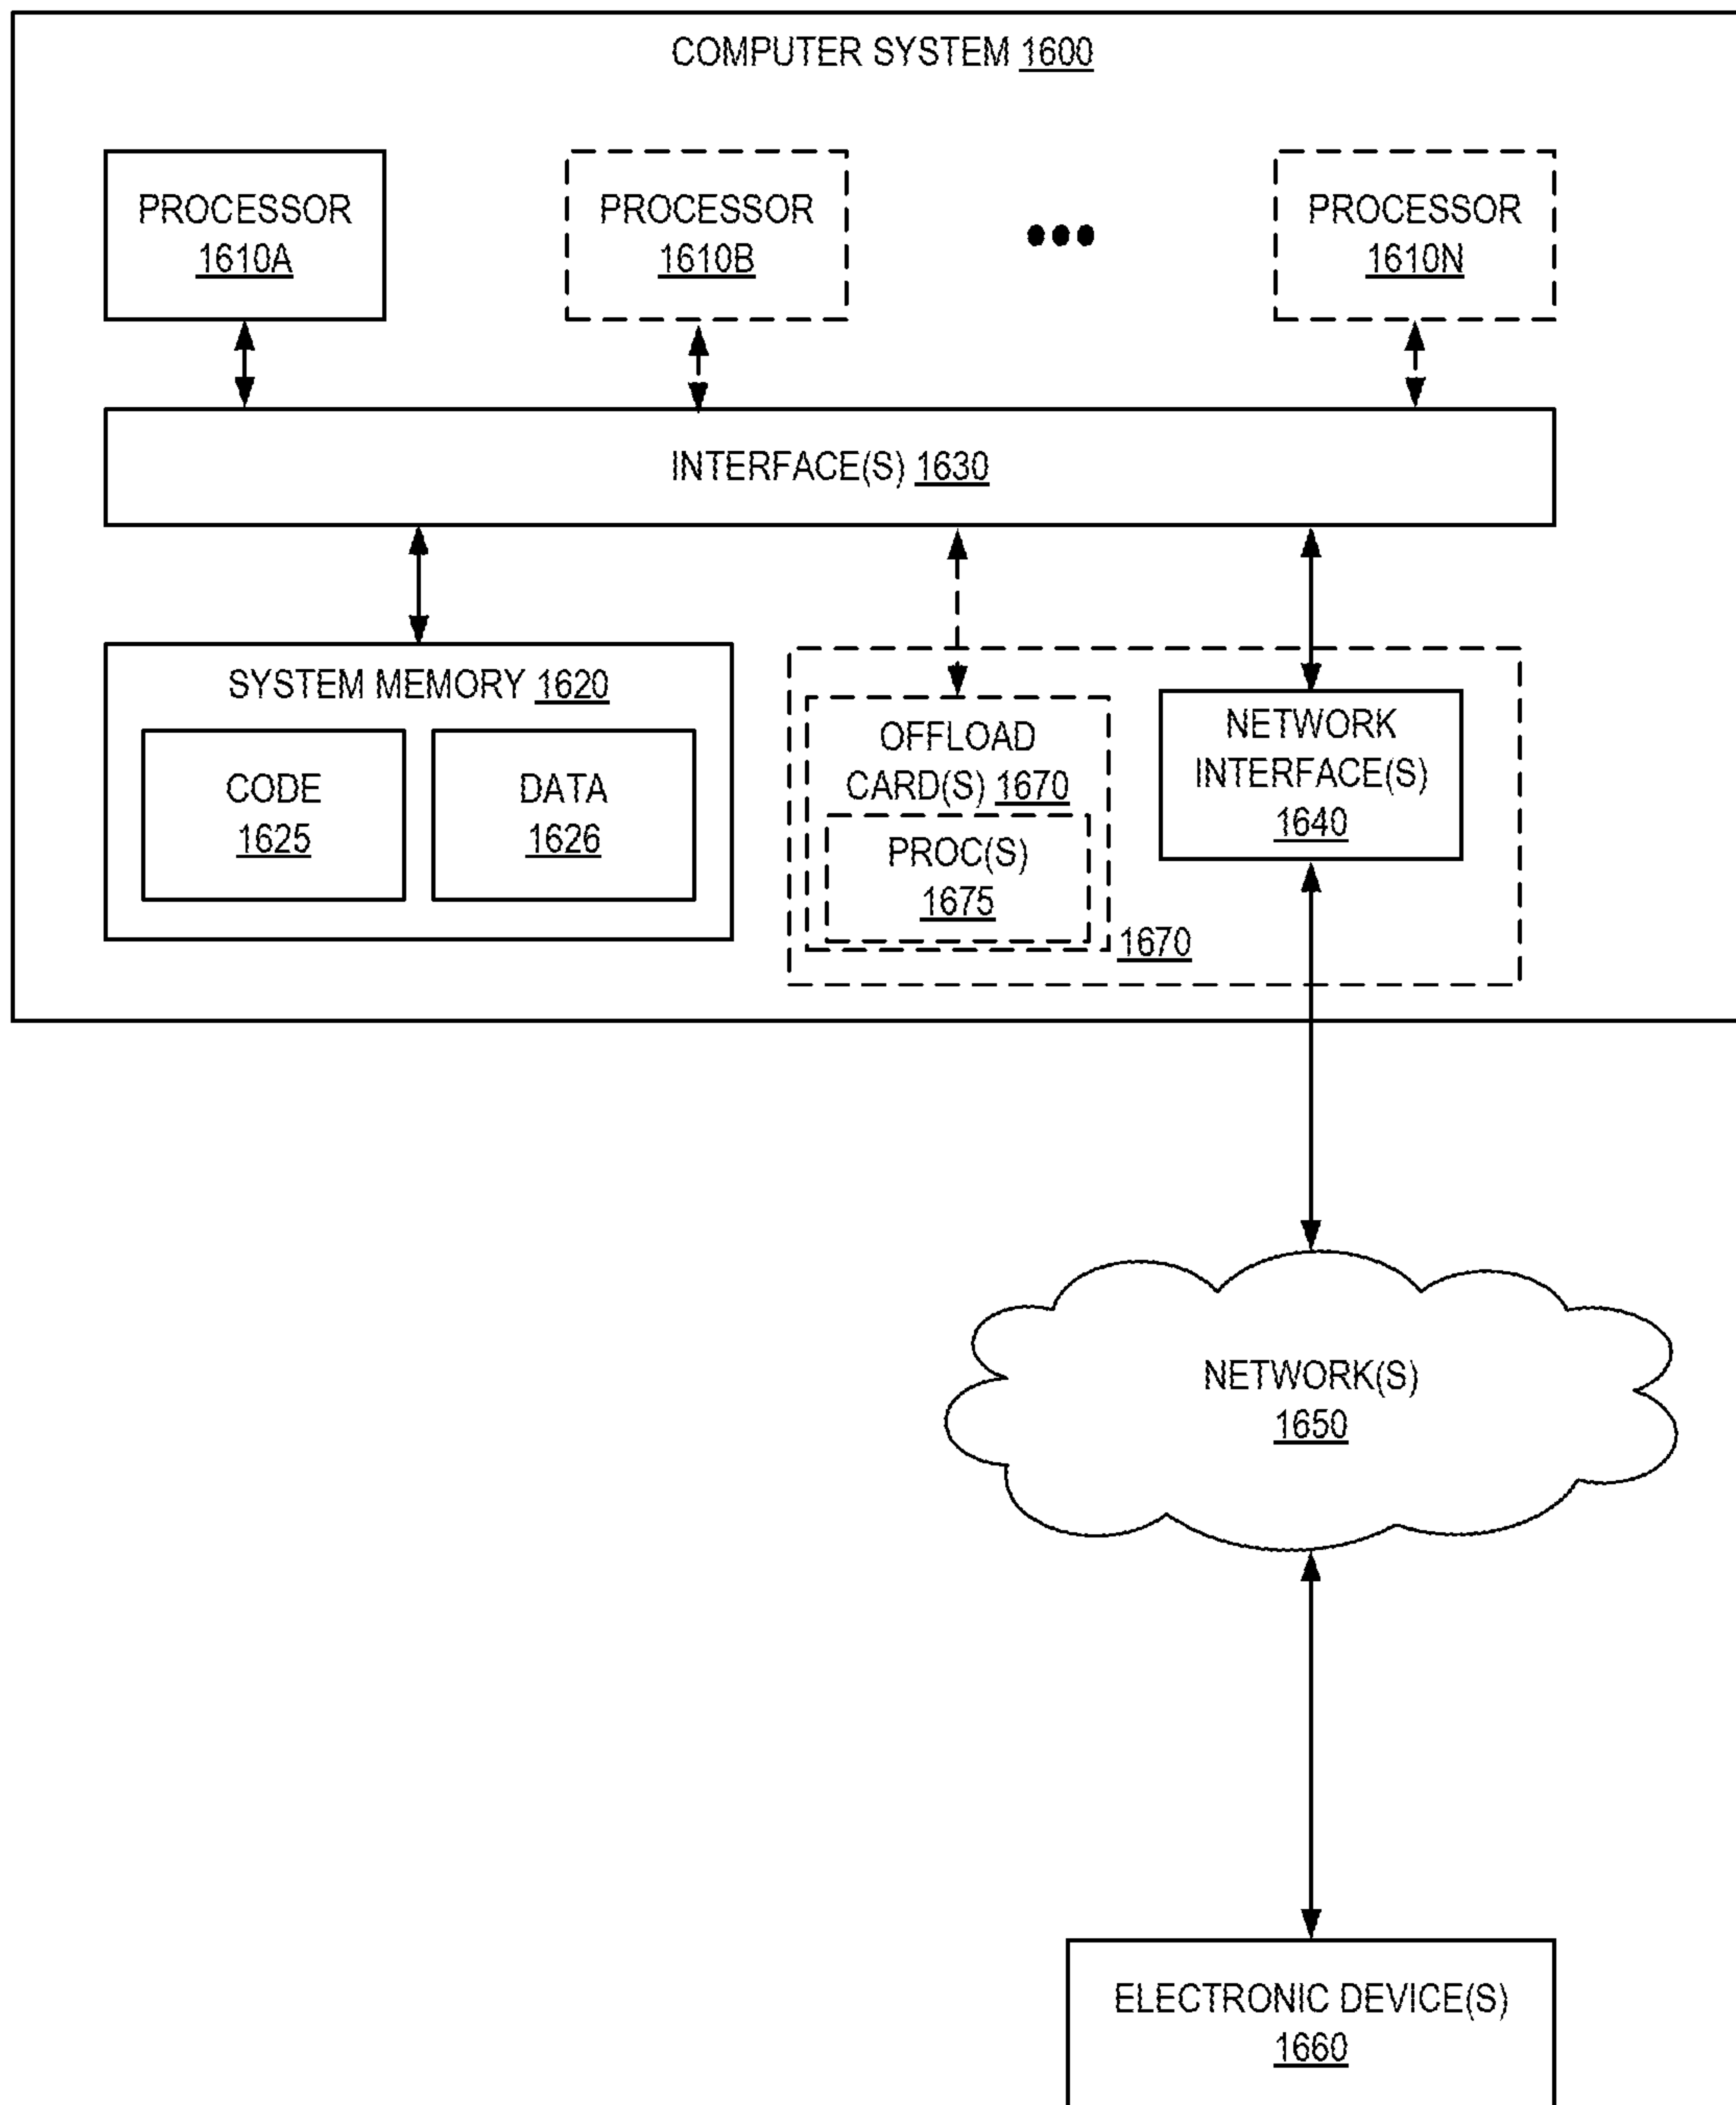 COMPUTER SYSTEM 1600
PROCESSOR
1610A
PROCESSOR
1610B
PROCESSOR
1610N
INTERFACE(S) 1630
SYSTEM MEMORY 1620
CODE
1625
DATA
1626
OFFLOAD
CARD(S) 1670
PROC(S)
1675
1670
NETWORK
INTERFACE(S)
1640
NETWORK(S)
1650
ELECTRONIC DEVICE(S)
1660